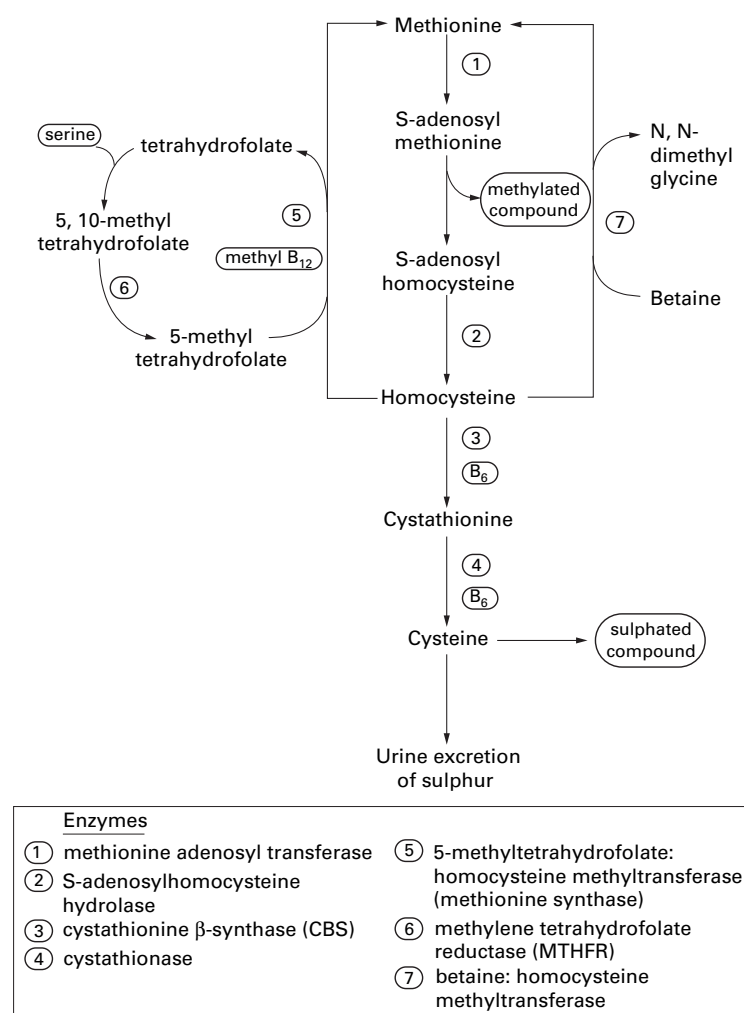 Methionine
1
S-adenosyl
methionine
serine
tetrahydrofolate
N, N-
dimethyl
glycine
methylated
compound
5
7
5, 10-methyl
tetrahydrofolate
methyl B12
6
S-adenosyl
homocysteine
Betaine
5-methyl
tetrahydrofolate
2
Homocysteine
3
B6
Cystathionine
4
B6
Cysteine
sulphated
compound
Urine excretion
of sulphur
Enzymes
1 methionine adenosyl transferase
2 S-adenosylhomocysteine
hydrolase
3 cystathionine β-synthase (CBS)
4 cystathionase
5 5-methyltetrahydrofolate:
homocysteine methyltransferase
(methionine synthase)
6 methylene tetrahydrofolate
reductase (MTHFR)
7 betaine: homocysteine
methyltransferase